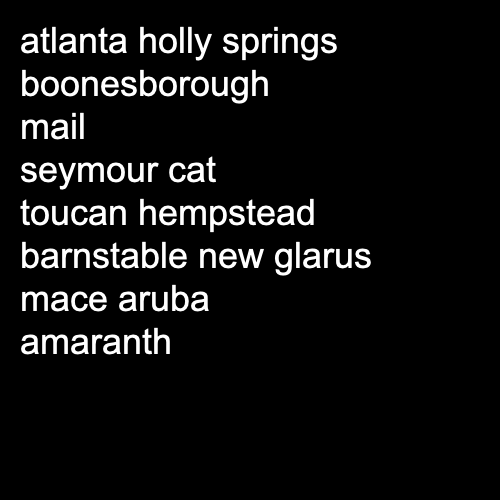 atlanta holly springs
boonesborough
mail
seymour cat
toucan hempstead
barnstable new glarus
mace aruba
amaranth